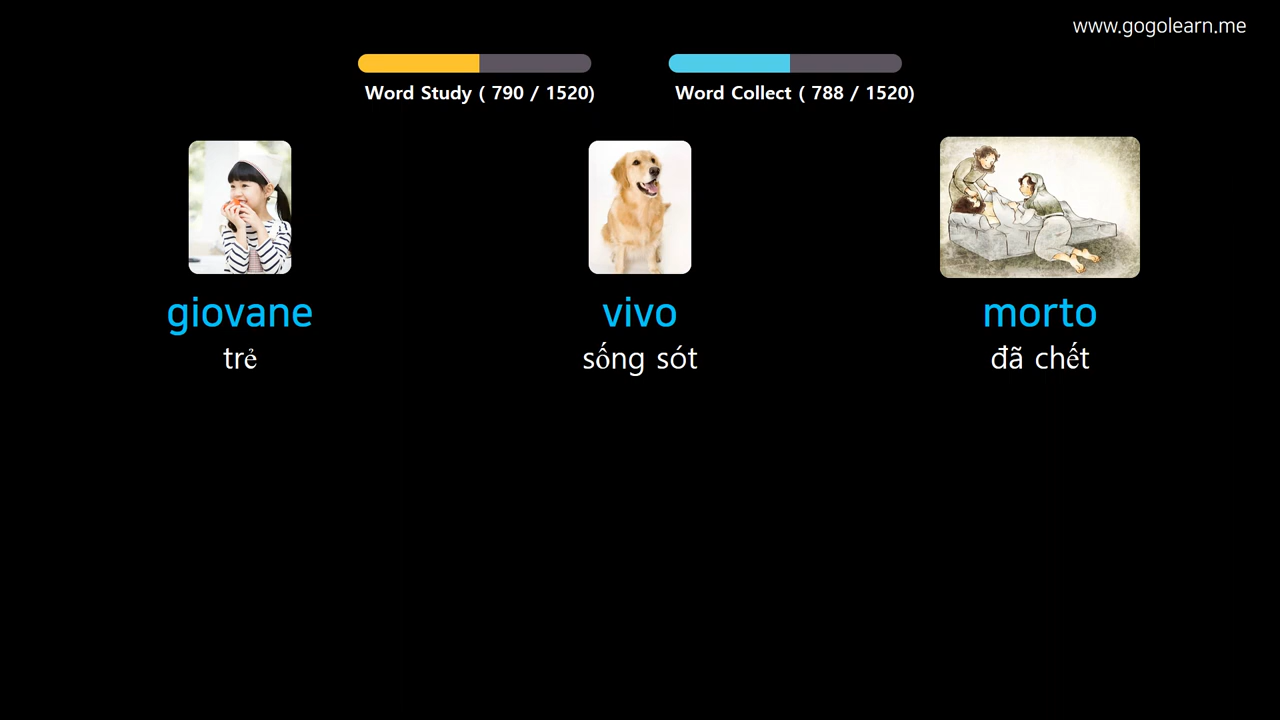 www.gogolearn.me
Word Study ( 790 / 1520)
Word Collect ( 788 / 1520)
giovane
trẻ
vivo
sống sót
morto
đã chết